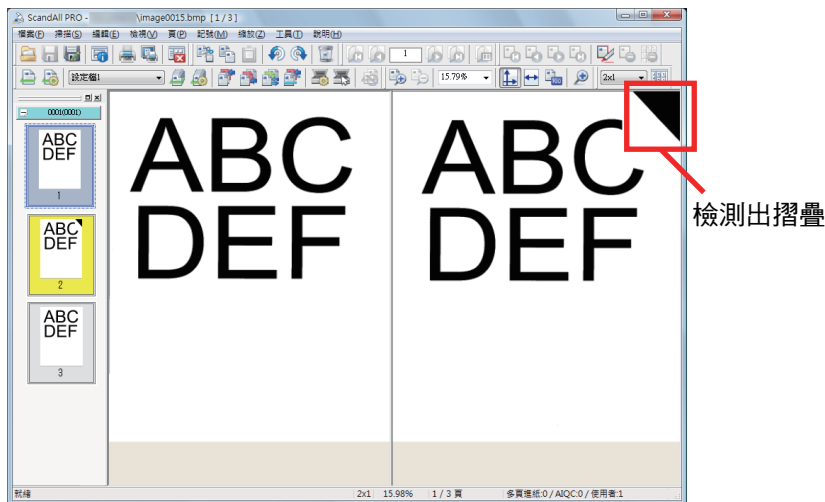 ScandAll PRO - \image0015.bmp [ 1 / 3 ]
檔案(F) 掃描(S) 編輯(E) 檢視(V) 頁(P) 記號(M) 縮放(Z) 工具(T) 說明(H)
1
設定檔1 15.79% 2x1
0001(0001)
ABC
DEF
1
ABC
DEF
2
ABC
DEF
3
ABC
DEF
ABC
DEF
檢測出摺疊
就緒 2x1 15.98% 1 / 3 頁 多頁進紙:0 / AIQC:0 / 使用者:1